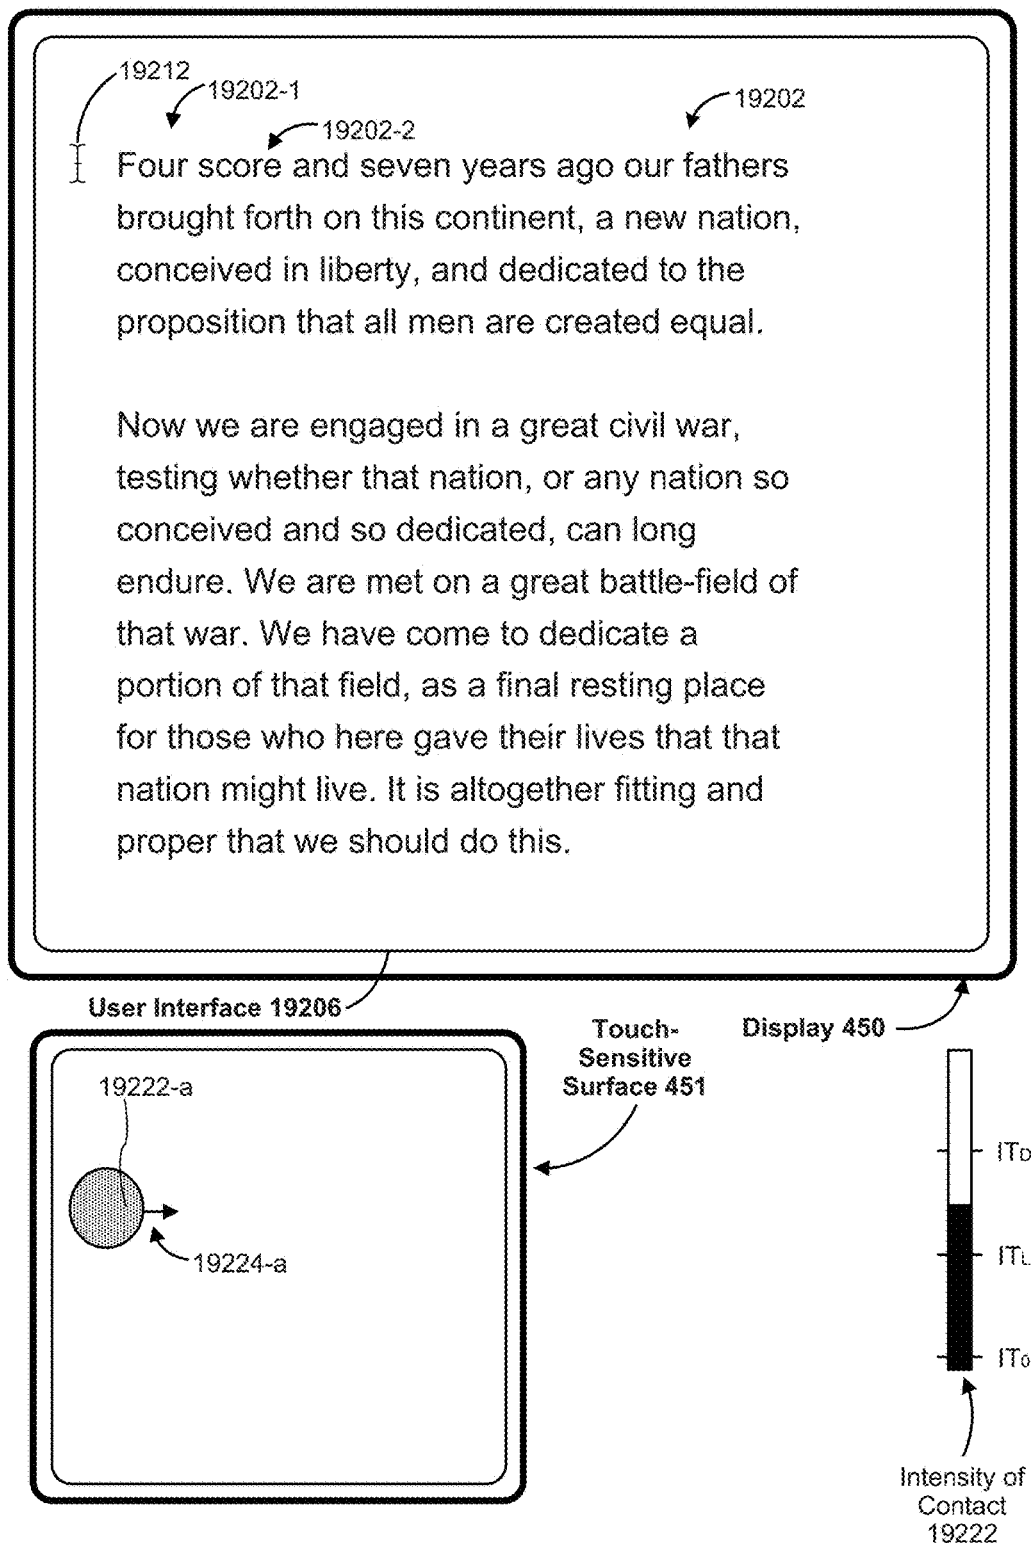 19212
19202-1
19202
19202-2
Four score and seven years ago our fathers
brought forth on this continent, a new nation,
conceived in liberty, and dedicated to the
proposition that all men are created equal.
Now we are engaged in a great civil war,
testing whether that nation, or any nation so
conceived and so dedicated, can long
endure. We are met on a great battle-field of
that war. We have come to dedicate a
portion of that field, as a final resting place
for those who here gave their lives that that
nation might live. It is altogether fitting and
proper that we should do this.
User Interface 19206
Touch-
Sensitive
Surface 451
Display 450
19222-a
19224-a
ITD
ITL
IT0
Intensity of
Contact
19222